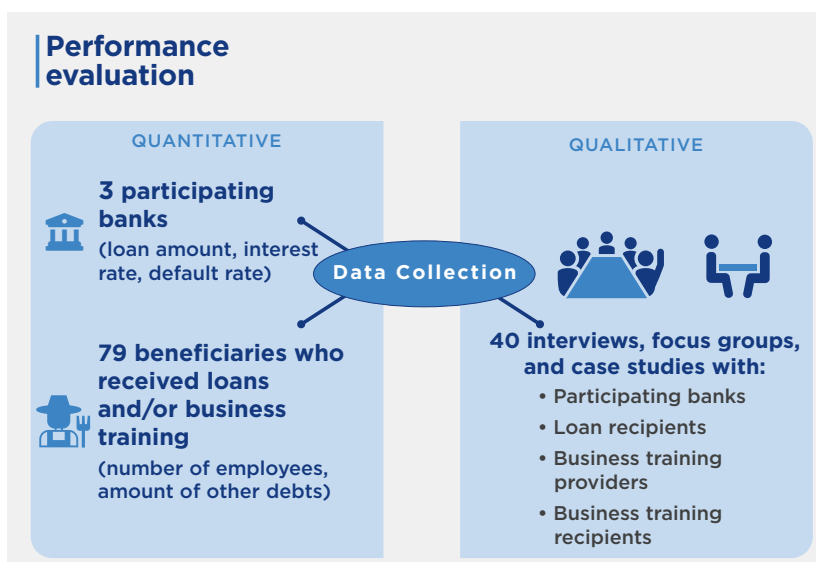 Performance
evaluation
QUANTITATIVE
3 participating
banks
(loan amount, interest
rate, default rate)
79 beneficiaries who
received loans
and/or business
training
(number of employees,
amount of other debts)
Data Collection
QUALITATIVE
40 interviews, focus groups,
and case studies with:
• Participating banks
• Loan recipients
• Business training
providers
• Business training
recipients